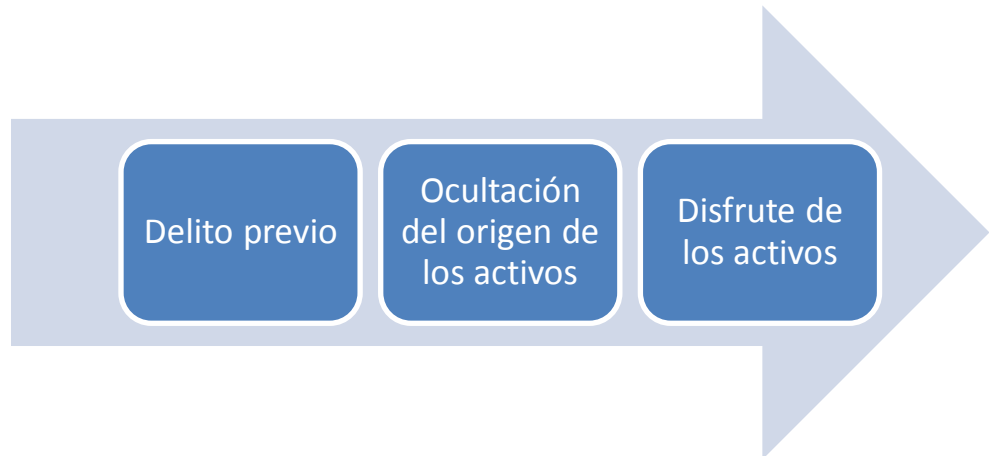 Delito previo
Ocultación
del origen de
los activos
Disfrute de
los activos